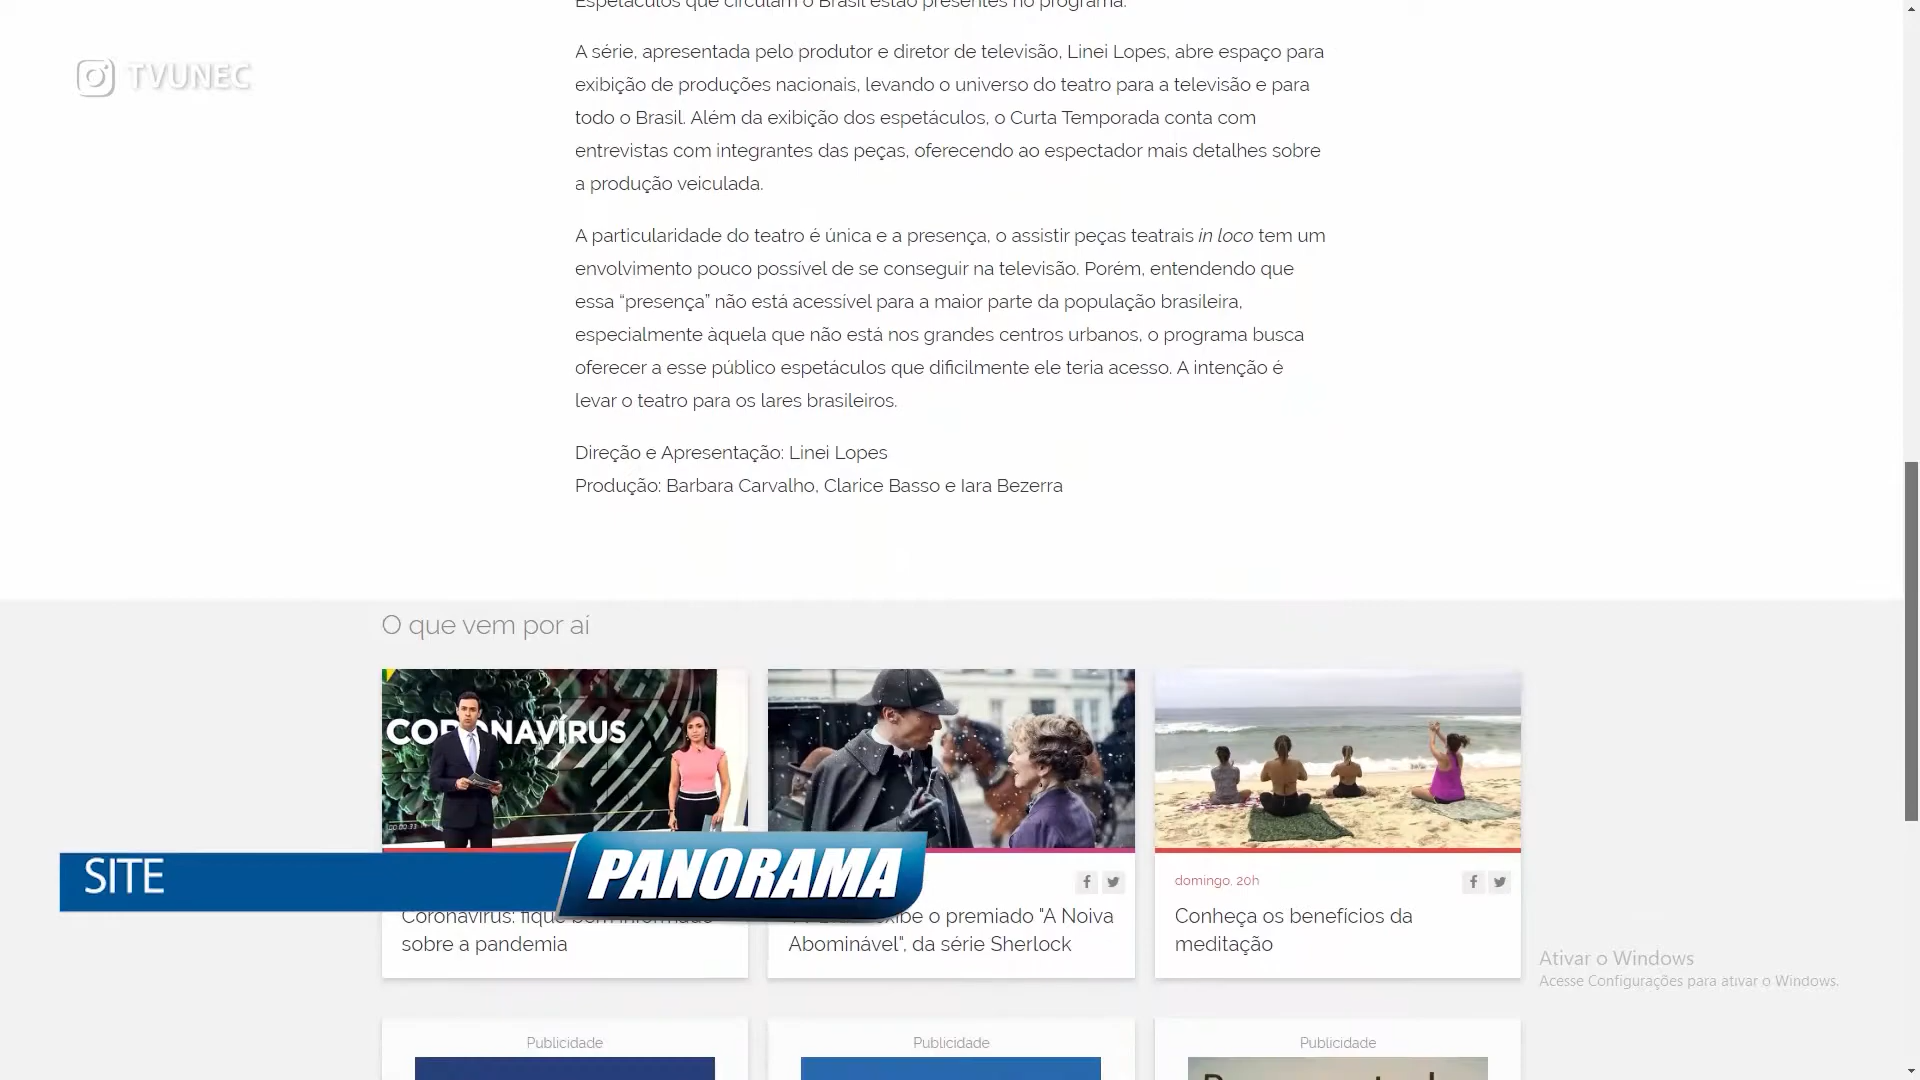 Espetáculos que circulam o Brasil estão presentes no programa.
TVUNEC
A série, apresentada pelo produtor e diretor de televisão, Linei Lopes, abre espaço para
exibição de produções nacionais, levando o universo do teatro para a televisão e para
todo o Brasil. Além da exibição dos espetáculos, o Curta Temporada conta com
entrevistas com integrantes das peças, oferecendo ao espectador mais detalhes sobre
a produção veiculada.
A particularidade do teatro é única e a presença, o assistir peças teatrais in loco tem um
envolvimento pouco possível de se conseguir na televisão. Porém, entendendo que
essa “presença” não está acessível para a maior parte da população brasileira,
especialmente àquela que não está nos grandes centros urbanos, o programa busca
oferecer a esse público espetáculos que dificilmente ele teria acesso. A intenção é
levar o teatro para os lares brasileiros.
Direção e Apresentação: Linei Lopes
Produção: Barbara Carvalho, Clarice Basso e Iara Bezerra
O que vem por aí
CORONAVÍRUS
SITE
PANORAMA
Coronavírus: fique bem informado
sobre a pandemia
exibe o premiado "A Noiva
Abominável", da série Sherlock
domingo, 20h
Conheça os benefícios da
meditação
Ativar o Windows
Acesse Configurações para ativar o Windows.
Publicidade
Publicidade
Publicidade